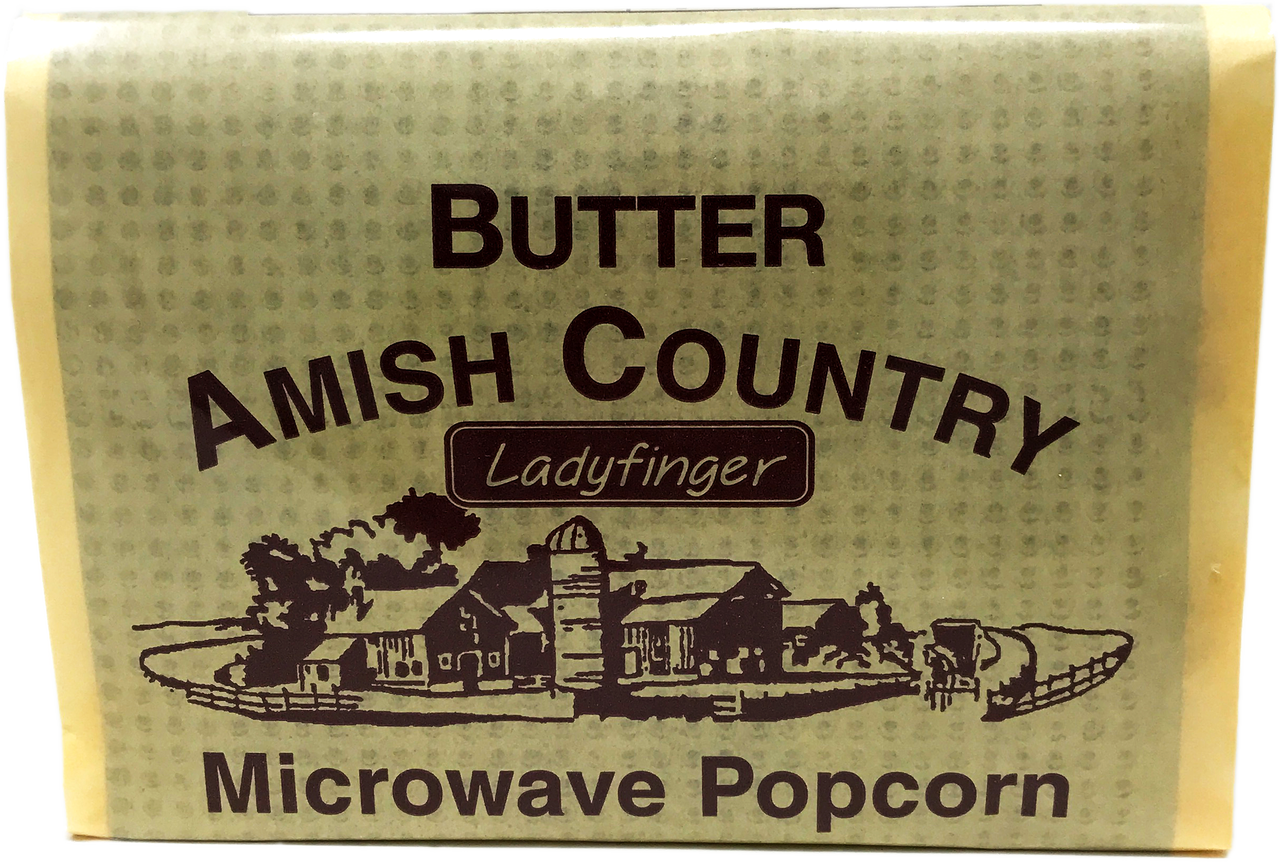 BUTTER
AMISH COUNTRY
Ladyfinger
Microwave Popcorn